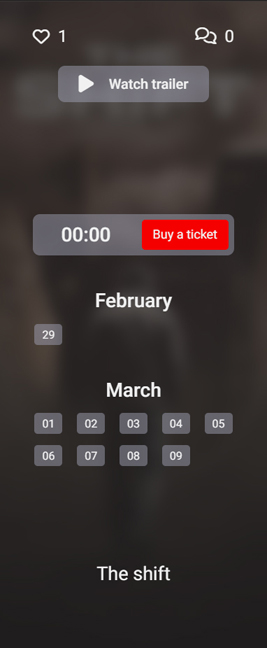 1 0
Watch trailer
00:00 Buy a ticket
February
29
March
01 02 03 04 05
06 07 08 09
The shift